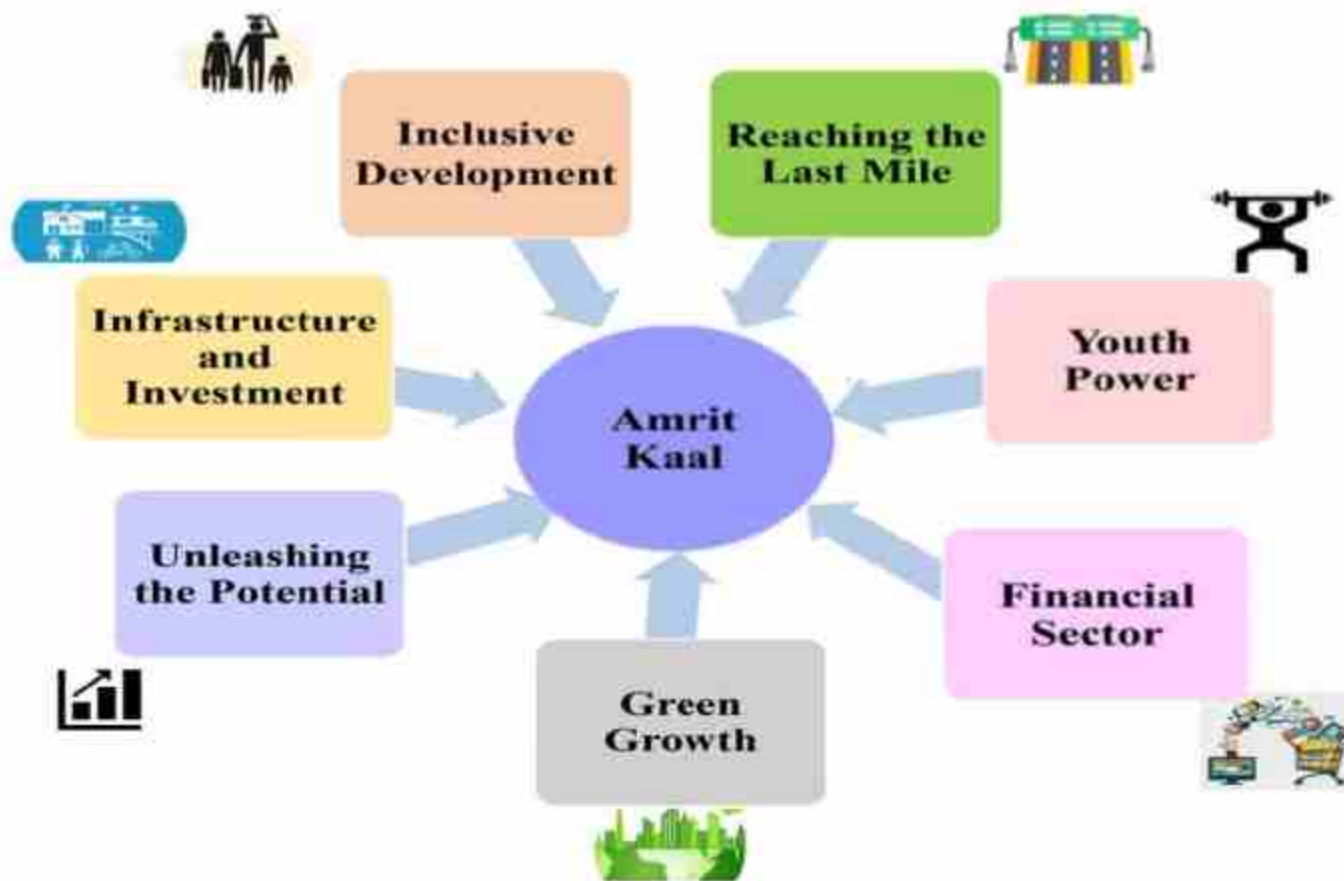 Inclusive
Development
Reaching the
Last Mile
Infrastructure
and
Investment
Youth
Power
Amrit
Kaal
Unleashing
the Potential
Financial
Sector
Green
Growth